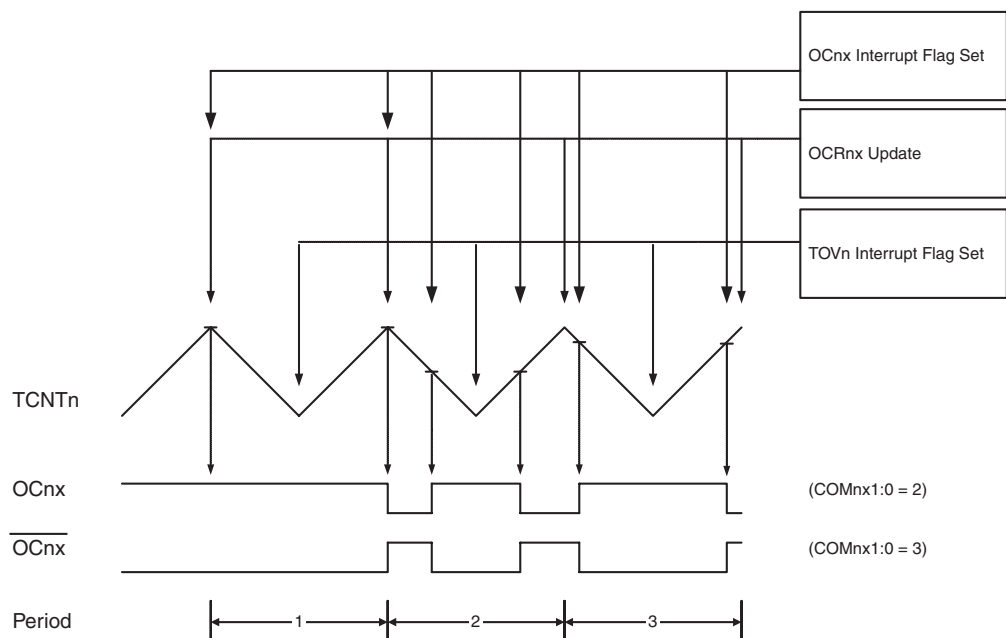 OCnx Interrupt Flag Set
OCRnx Update
TOVn Interrupt Flag Set
TCNTn
OCnx
(COMnx1:0 = 2)
OCnx
(COMnx1:0 = 3)
Period
1
2
3